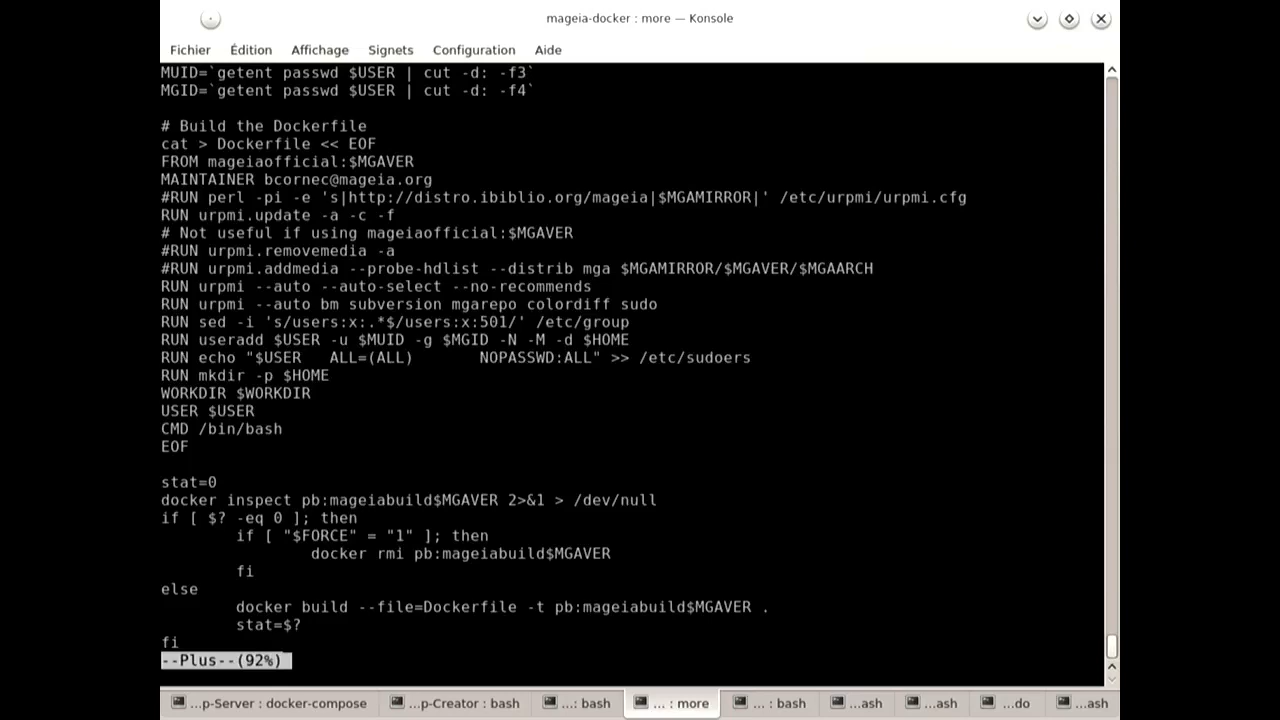 mageia-docker : more — Konsole
Fichier Édition Affichage Signets Configuration Aide
MUID=`getent passwd $USER | cut -d: -f3`
MGID=`getent passwd $USER | cut -d: -f4`
# Build the Dockerfile
cat > Dockerfile << EOF
FROM mageiaofficial:$MGAVER
MAINTAINER bcornec@mageia.org
#RUN perl -pi -e 's|http://distro.ibiblio.org/mageia|$MGAMIRROR|' /etc/urpmi/urpmi.cfg
RUN urpmi.update -a -c -f
# Not useful if using mageiaofficial:$MGAVER
#RUN urpmi.removemedia -a
#RUN urpmi.addmedia --probe-hdlist --distrib mga $MGAMIRROR/$MGAVER/$MGAARCH
RUN urpmi --auto --auto-select --no-recommends
RUN urpmi --auto bm subversion mgarepo colordiff sudo
RUN sed -i 's/users:x:.*$/users:x:501/' /etc/group
RUN useradd $USER -u $MUID -g $MGID -N -M -d $HOME
RUN echo "$USER   ALL=(ALL)       NOPASSWD:ALL" >> /etc/sudoers
RUN mkdir -p $HOME
WORKDIR $WORKDIR
USER $USER
CMD /bin/bash
EOF
stat=0
docker inspect pb:mageiabuild$MGAVER 2>&1 > /dev/null
if [ $? -eq 0 ]; then
        if [ "$FORCE" = "1" ]; then
                docker rmi pb:mageiabuild$MGAVER
        fi
else
        docker build --file=Dockerfile -t pb:mageiabuild$MGAVER .
        stat=$?
fi
--Plus--(92%)
...p-Server : docker-compose ...p-Creator : bash ...: bash ... : more ... : bash ...ash ...ash ...do ...ash